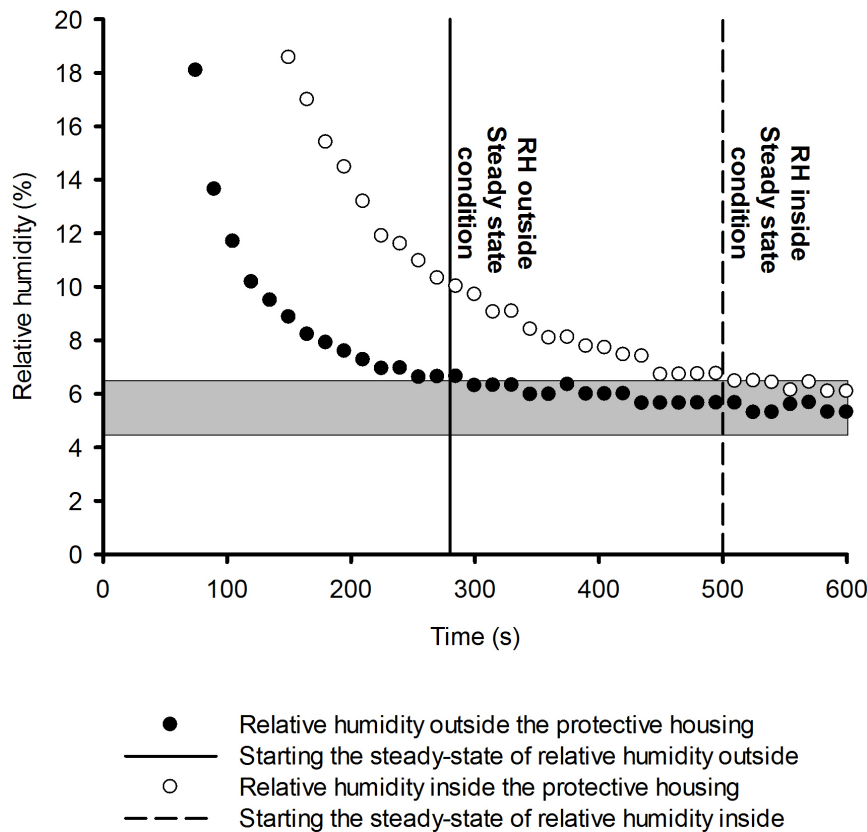 20
18
16
14
12
10
8
6
4
2
0
Relative humidity (%)
RH outside
Steady state
condition
RH inside
Steady state
condition
0 100 200 300 400 500 600
Time (s)
Relative humidity outside the protective housing
Starting the steady-state of relative humidity outside
Relative humidity inside the protective housing
Starting the steady-state of relative humidity inside